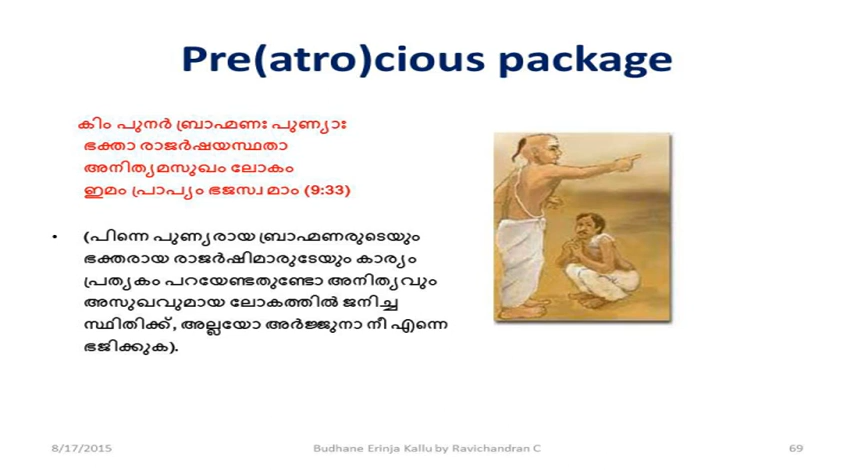 Pre(atro)cious package
കിം പുനർ ബ്രാഹ്മണഃ പുണ്യാഃ
ഭക്താ രാജർഷയസ്ഥതാ
അനിത്യമസുഖം ലോകം
ഇമം പ്രാപ്യം ഭജസ്വ മാം (9:33)
• (പിന്നെ പുണ്യരായ ബ്രാഹ്മണരുടെയും
ഭക്തരായ രാജർഷിമാരുടേയും കാര്യം
പ്രത്യകം പറയേണ്ടതുണ്ടോ അനിത്യവും
അസുഖവുമായ ലോകത്തിൽ ജനിച്ച
സ്ഥിതിക്ക്, അല്ലയോ അർജ്ജുനാ നീ എന്നെ
ഭജിക്കുക).
8/17/2015
Budhane Erinja Kallu by Ravichandran C
69